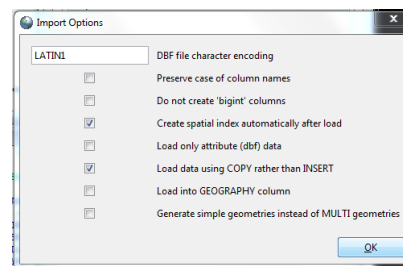 Import Options
LATIN1 DBF file character encoding
Preserve case of column names
Do not create 'bigint' columns
Create spatial index automatically after load
Load only attribute (dbf) data
Load data using COPY rather than INSERT
Load into GEOGRAPHY column
Generate simple geometries instead of MULTI geometries
OK